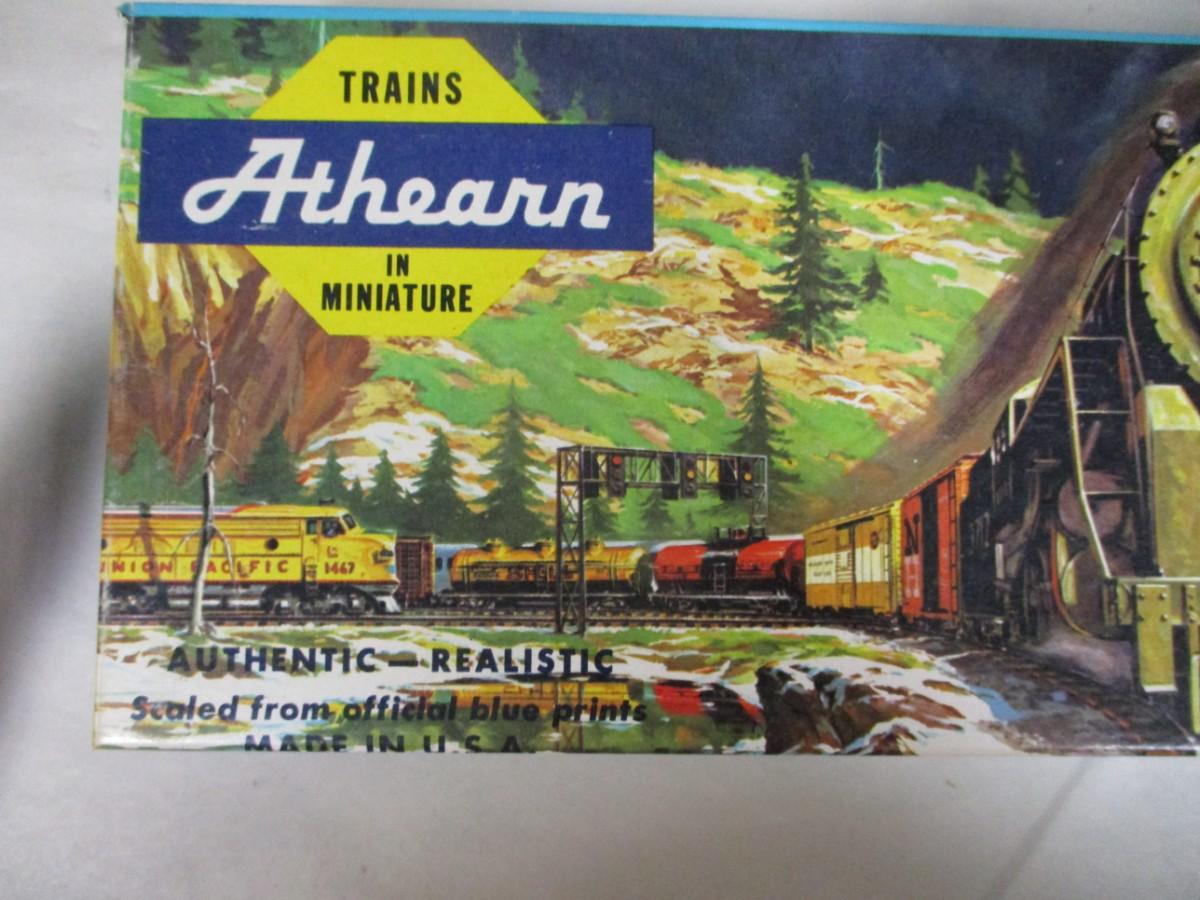 TRAINS
Athearn
IN
MINIATURE
UNION PACIFIC 1467
N
AUTHENTIC — REALISTIC
Scaled from official blue prints
MADE IN U.S.A.